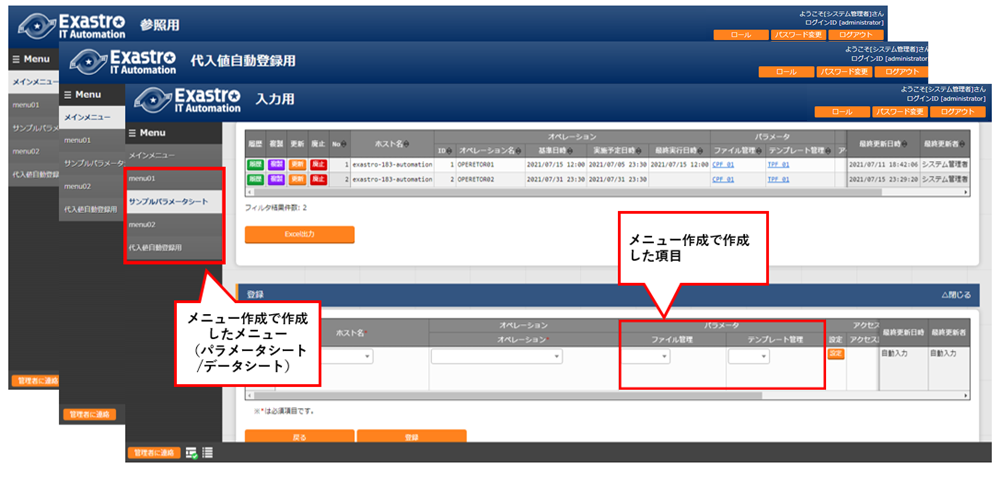 Exastro
IT Automation
参照用
ようこそ[システム管理者]さん
ログインID [administrator]
ロール
パスワード変更
ログアウト
Menu
メインメニュー
menu01
サンプルパラメ
menu02
代入値自動登録
管理者に連絡
Exastro
IT Automation
代入値自動登録用
ようこそ[システム管理者]さん
ログインID [administrator
ロール
パスワード変更
ログアウト
Menu
メインメニュー
menu01
サンプルパラメータ
menu02
代入値自動登録用
管理者に連絡
Exastro
IT Automation
入力用
ようこそ[システム管理者]さん
ログインID [administrator]
ロール
パスワード変更
ログアウト
Menu
メインメニュー
menu01
サンプルパラメータシート
menu02
代入値自動登録用
管理者に連絡
履歴 複製 更新 廃止 No ホスト名 オペレーション パラメータ 最終更新日時 最終更新者
ID オペレーション名 基準日時 実施予定日時 最終実行日時 ファイル管理 テンプレート管理 ア
履歴 複製 更新 廃止 1 exastro-183-automation 1 OPERETOR01 2021/07/15 12:00 2021/07/05 23:30 2021/07/15 12:00 CPF_01 TPF_01 2021/07/11 18:42:06 システム管理者
履歴 複製 更新 廃止 2 exastro-183-automation 2 OPERETOR02 2021/07/31 23:30 2021/07/31 23:30 CPF_01 TPF_01 2021/07/15 23:29:20 システム管理者
フィルタ結果件数: 2
Excel出力
メニュー作成で作成
した項目
メニュー作成で作成
したメニュー
（パラメータシート
/データシート）
登録
△閉じる
ホスト名* オペレーション パラメータ アクセス 最終更新日時 最終更新者
オペレーション* ファイル管理 テンプレート管理 設定 アクセス
設定 自動入力 自動入力
※*は必須項目です。
戻る
登録